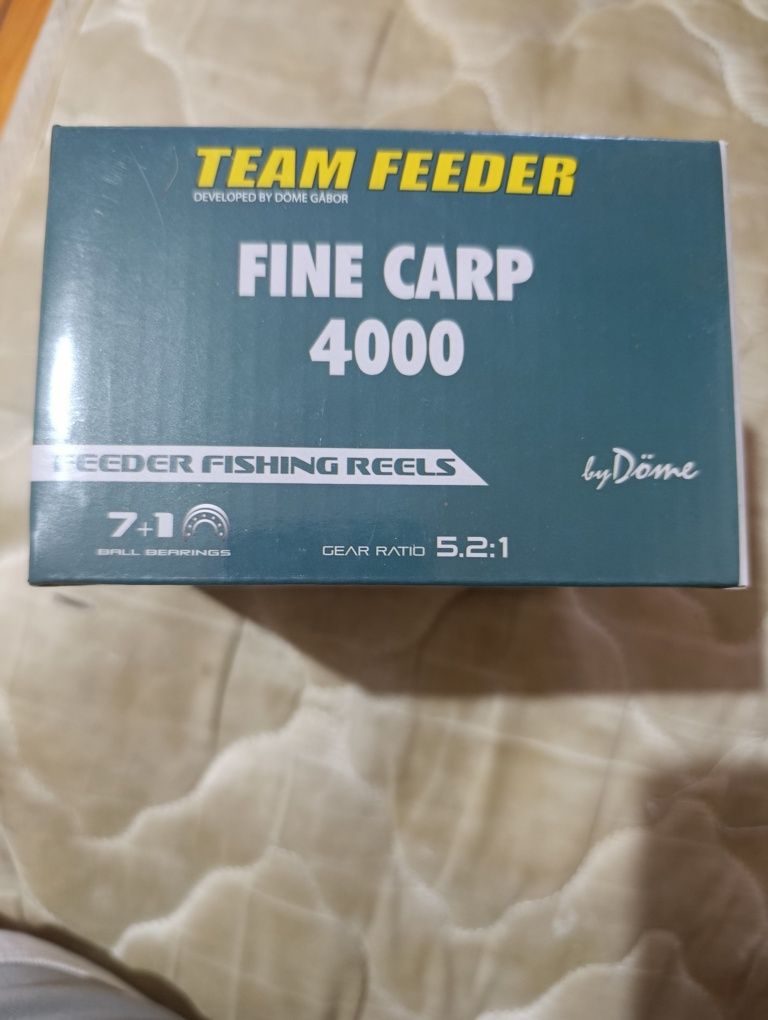 TEAM FEEDER
DEVELOPED BY DÖME GÁBOR
FINE CARP
4000
FEEDER FISHING REELS
by Döme
7+1
BALL BEARINGS
GEAR RATIO 5.2:1